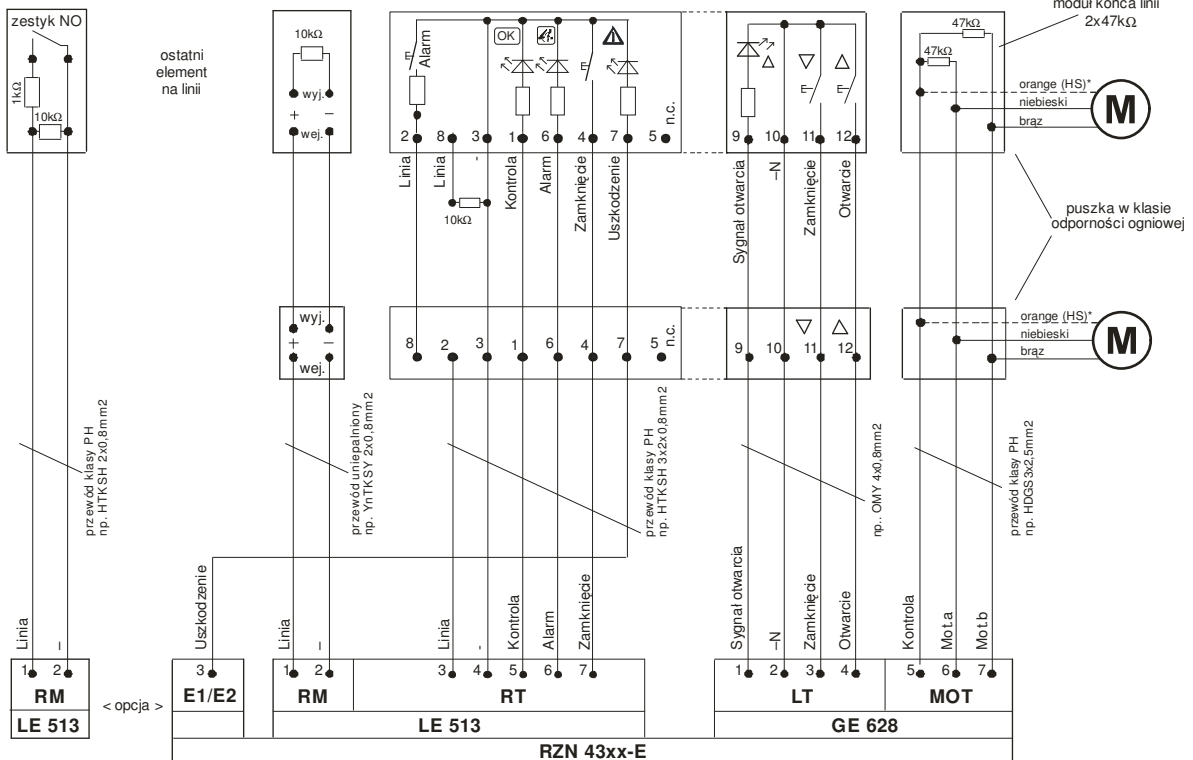 zestyk NO
1kΩ
10kΩ
ostatni
element
na linii
10kΩ
wyj.
+ –
wej.
Alarm
OK
2 8 3 1 6 4 7 5 n.c.
Linia
Linia
-
10kΩ
Kontrola
Alarm
Zamknięcie
Uszkodzenie
9 10 11 12
Sygnał otwarcia
–N
Zamknięcie
Otwarcie
moduł końca linii
2x47kΩ
47kΩ
47kΩ
orange (HS)*
niebieski
brąz
M
puszka w klasie
odporności ogniowej
wyj.
+ –
wej.
8 2 3 1 6 4 7 5 n.c.
9 10 11 12
orange (HS)*
niebieski
brąz
M
przewód klasy PH
np. HTKSH 2x0,8mm2
przewód uniepalniony
np. YnTKSY 2x0,8mm2
przewód klasy PH
np. HTKSH 3x2x0,8mm2
np.. OMY 4x0,8mm2
przewód klasy PH
np. HDGS3x2,5mm2
Linia
–
Uszkodzenie
Linia
–
Linia
-
Kontrola
Alarm
Zamknięcie
Sygnał otwarcia
–N
Zamknięcie
Otwarcie
Kontrola
Mot.a
Mot.b
1 2
3
1 2
3 4 5 6 7
1 2 3 4
5 6 7
RM
< opcja >
E1/E2
RM
RT
LT
MOT
LE 513
LE 513
GE 628
RZN 43xx-E